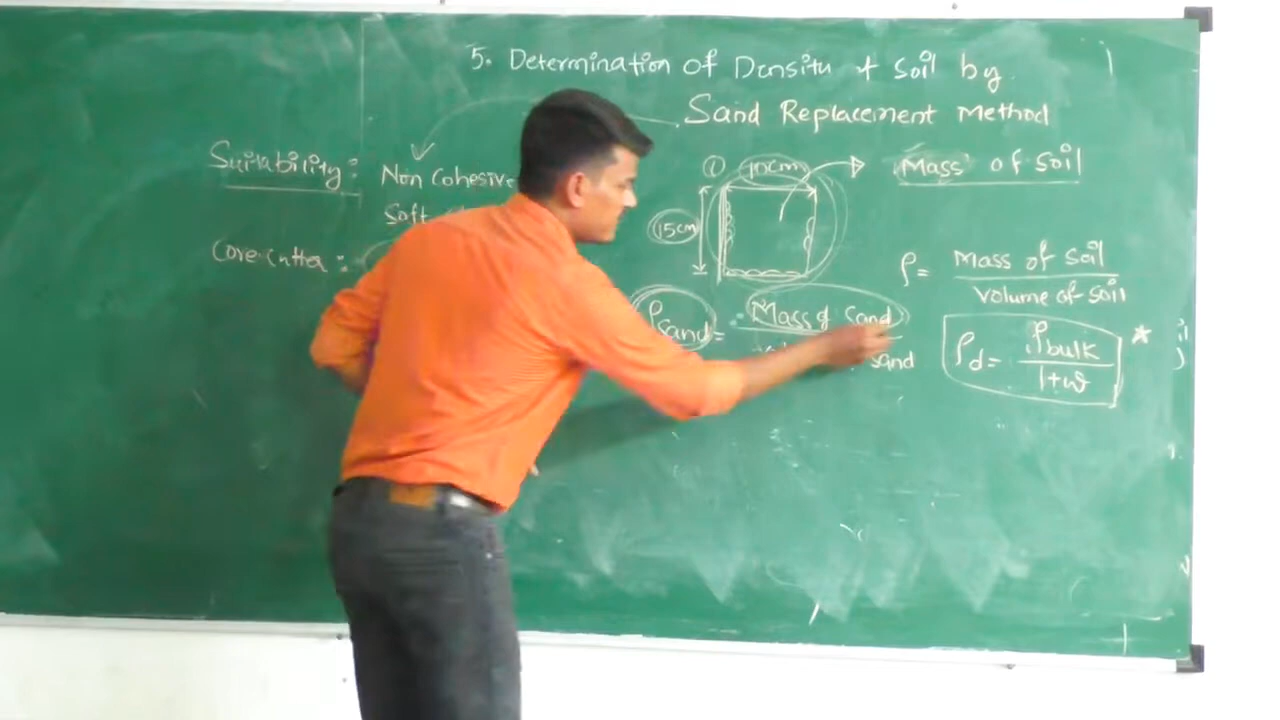 5. Determination of Density of Soil by
Sand Replacement Method
Suitability: Non Cohesive
Soft
Core cutter:
① 10cm
15cm
Mass of Soil
ρ = Mass of Soil / Volume of Soil
ρsand = Mass of Sand / sand
ρd = ρbulk / 1+ω *